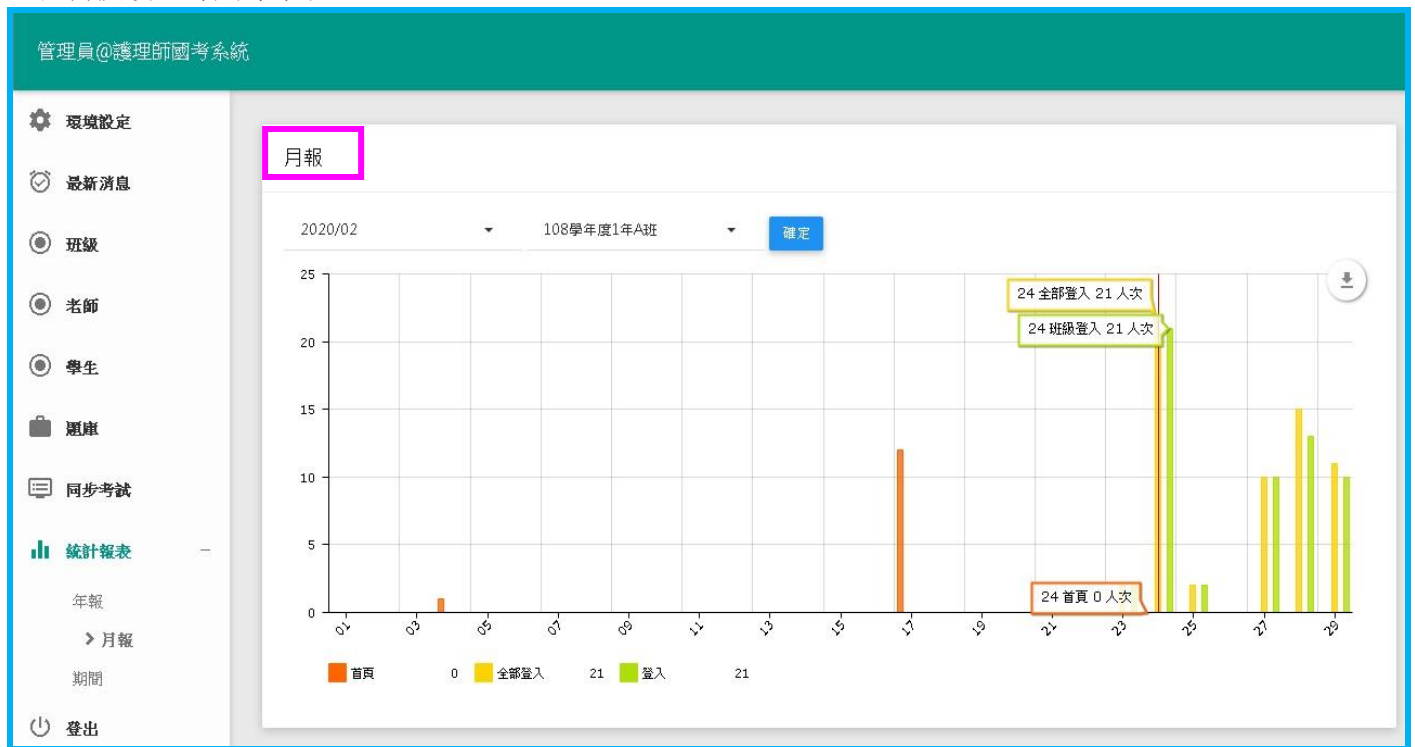 管理員@護理師國考系統
環境設定
最新消息
班級
老師
學生
題庫
同步考試
統計報表 −
年報
月報
期間
登出
月報
2020/02 108學年度1年A班 確定
25
20
15
10
5
0
24 全部登入 21 人次
24 班級登入 21 人次
24 首頁 0 人次
01 03 05 07 09 11 13 15 17 19 21 23 25 27 29
首頁 0 全部登入 21 登入 21